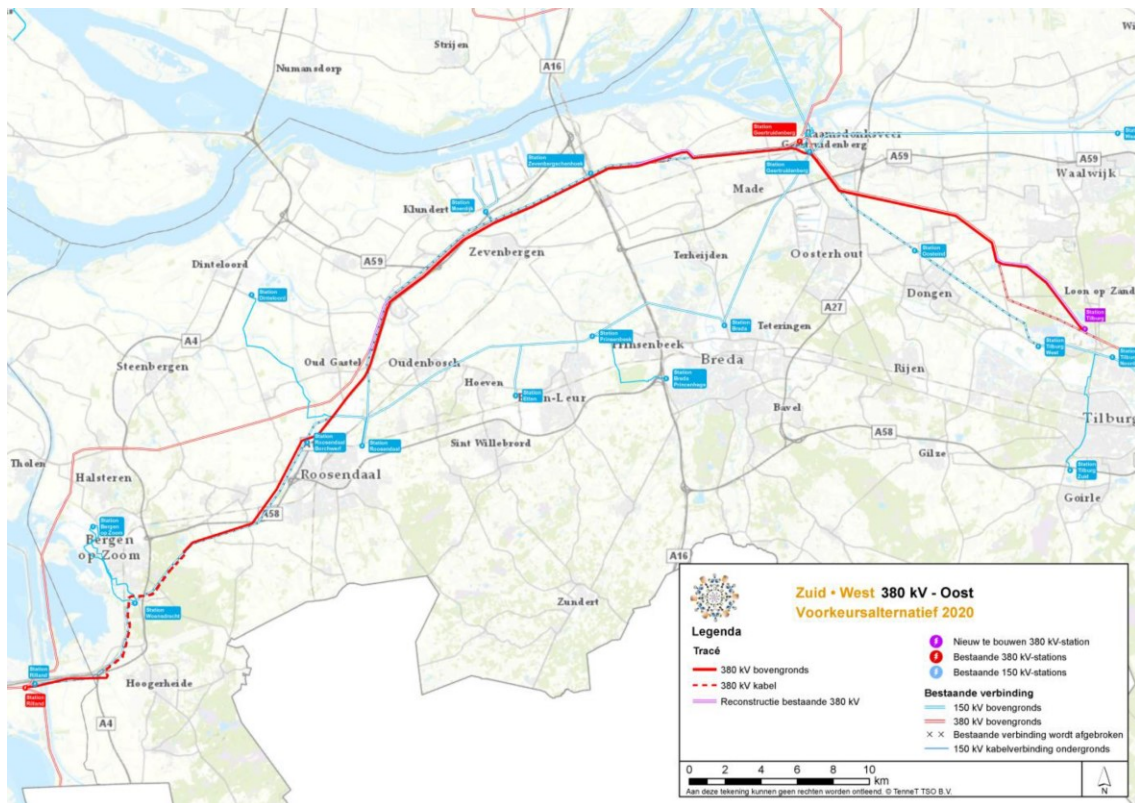 Strijen
Numansdorp
A16
Station
Geertruidenberg
Station
Geertruidenberg
A59
A59
Waalwijk
Made
Station
Zevenbergschenhoek
Klundert
Station
Moerdijk
Zevenbergen
Terheijden
Oosterhout
Station
Oosteind
Dongen
Loon op Zand
Dinteloord
A59
Station
Dinteloord
Station
Tilburg
A4
A27
Teteringen
Station
Breda
Station
Prinsenbeek
Prinsenbeek
Station
Tilburg
West
Steenbergen
Oud Gastel
Oudenbosch
Breda
Rijen
Hoeven
Station
Breda
Princenhage
Station
Etten
Bavel
Tilburg
A58
Sint Willebrord
Gilze
Station
Roosendaal
Borchwerf
Station
Roosendaal
Tholen
Halsteren
Roosendaal
Station
Tilburg
Zuid
Goirle
A58
Station
Bergen
op Zoom
Bergen
op Zoom
A16
Station
Woensdrecht
Zundert
Station
Rilland
Station
Rilland
Hoogerheide
A4
Zuid • West 380 kV - Oost
Voorkeursalternatief 2020
Legenda
Tracé
380 kV bovengronds
380 kV kabel
Reconstructie bestaande 380 kV
Nieuw te bouwen 380 kV-station
Bestaande 380 kV-stations
Bestaande 150 kV-stations
Bestaande verbinding
150 kV bovengronds
380 kV bovengronds
Bestaande verbinding wordt afgebroken
150 kV kabelverbinding ondergronds
0 2 4 6 8 10
km
Aan deze tekening kunnen geen rechten worden ontleend. © TenneT TSO B.V.
N